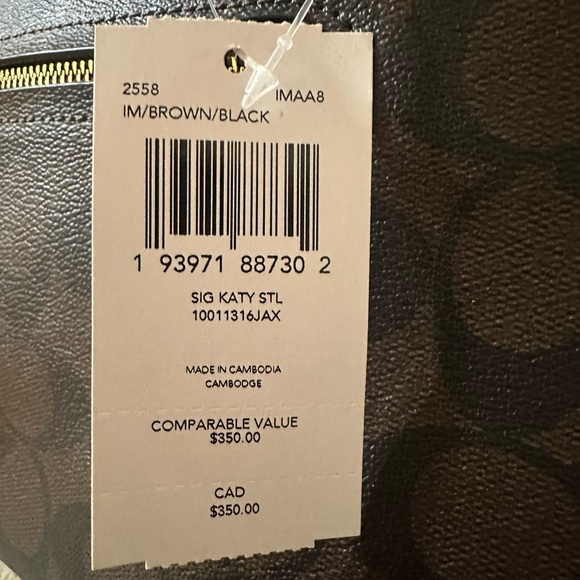 2558 IMAA8
IM/BROWN/BLACK
1 93971 88730 2
SIG KATY STL
10011316JAX
MADE IN CAMBODIA
CAMBODGE
COMPARABLE VALUE
$350.00
CAD
$350.00